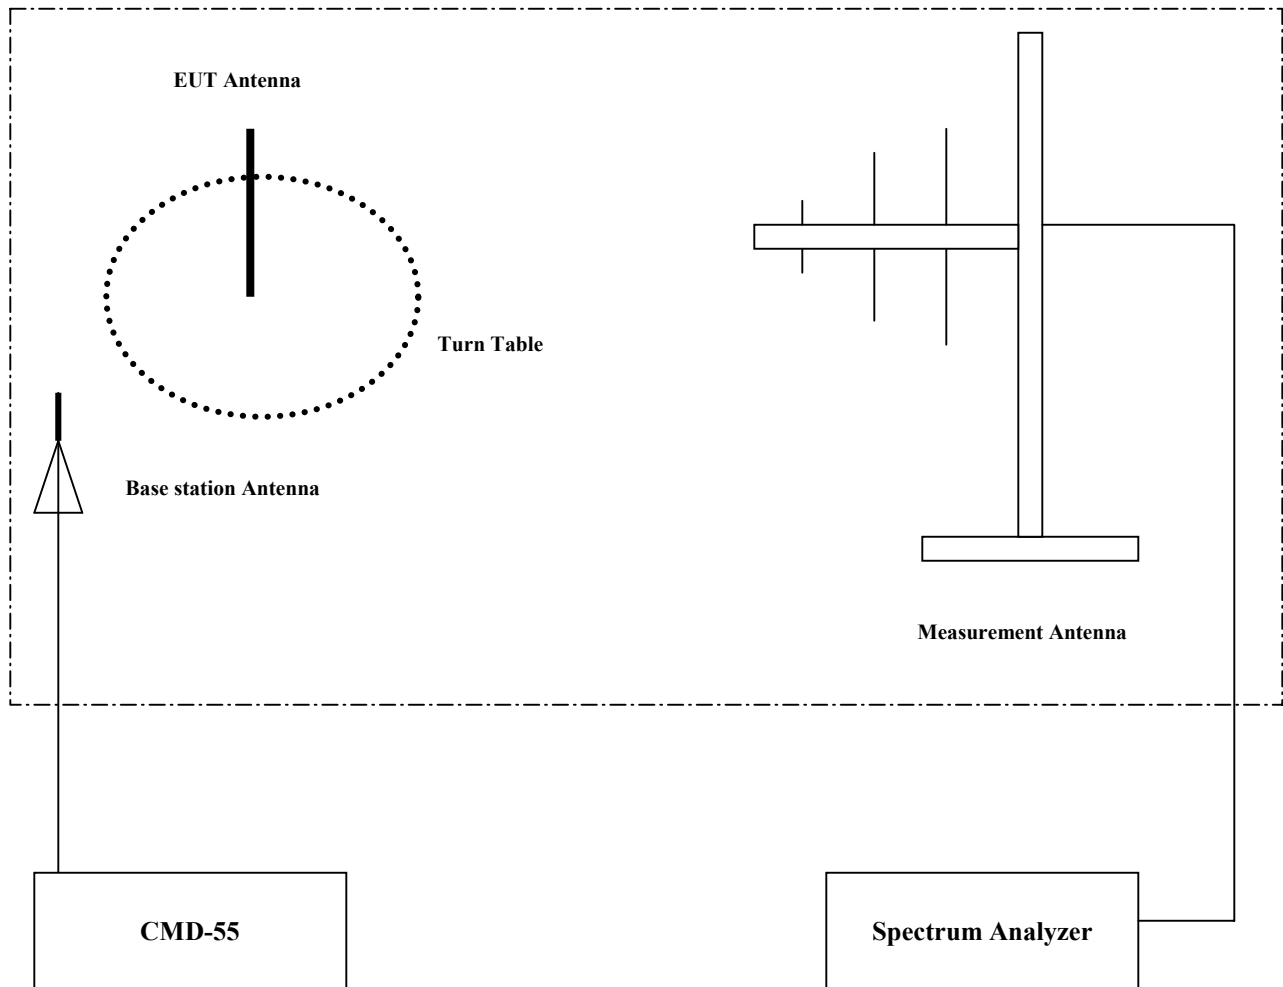 EUT Antenna
Turn Table
Base station Antenna
Measurement Antenna
CMD-55
Spectrum Analyzer